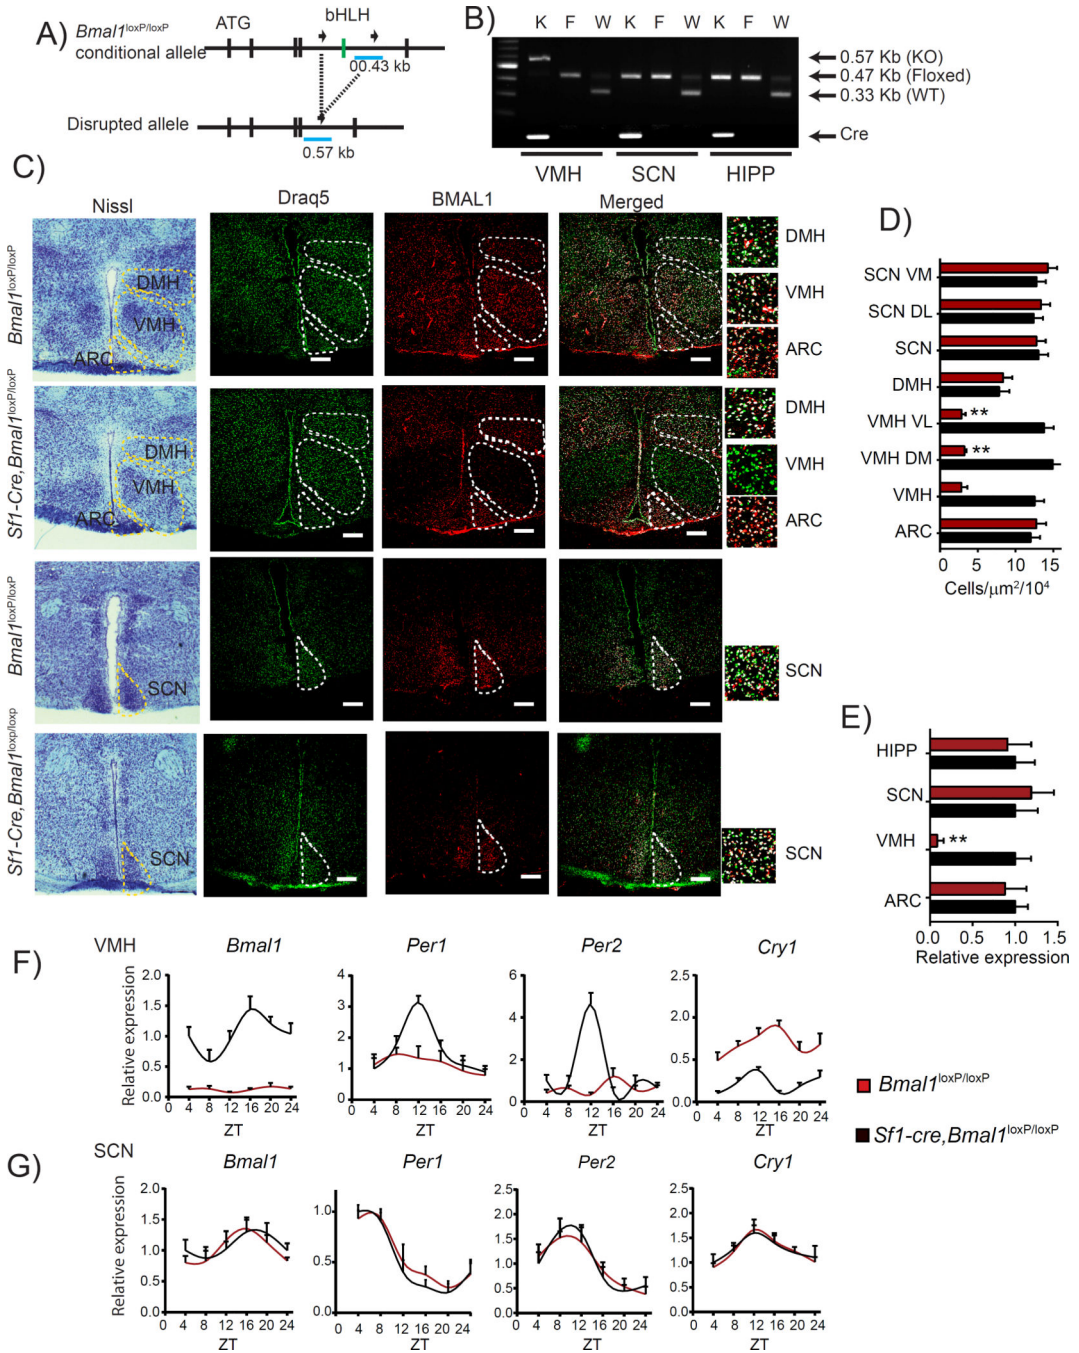 A)
Bmal1loxP/loxP
conditional allele
ATG
bHLH
00.43 kb
Disrupted allele
0.57 kb
B)
K F W K F W K F W
0.57 Kb (KO)
0.47 Kb (Floxed)
0.33 Kb (WT)
Cre
VMH SCN HIPP
C)
Nissl Draq5 BMAL1 Merged
Bmal1loxP/loxP
DMH
VMH
ARC
DMH
VMH
ARC
Sf1-Cre,Bmal1loxP/loxP
DMH
VMH
ARC
DMH
VMH
ARC
Bmal1loxP/loxP
SCN
SCN
Sf1-Cre,Bmal1loxp/loxp
SCN
SCN
D)
SCN VM
SCN DL
SCN
DMH
VMH VL **
VMH DM **
VMH
ARC
0 5 10 15
Cells/μm2/104
E)
HIPP
SCN
VMH **
ARC
0.0 0.5 1.0 1.5
Relative expression
F)
VMH
Bmal1 Per1 Per2 Cry1
Relative expression
2.0
1.5
1.0
0.5
0.0
0 4 8 12 16 20 24
ZT
4
3
2
1
0
0 4 8 12 16 20 24
ZT
6
4
2
0
0 4 8 12 16 20 24
ZT
2.5
2.0
0.5
0.0
0 4 8 12 16 20 24
ZT
Bmal1loxP/loxP
Sf1-cre,Bmal1loxP/loxP
G)
SCN
Bmal1 Per1 Per2 Cry1
Relative expression
2.0
1.5
1.0
0.5
0.0
0 4 8 12 16 20 24
ZT
1.0
0.5
0.0
0 4 8 12 16 20 24
ZT
2.5
2.0
1.5
1.0
0.5
0.0
0 4 8 12 16 20 24
ZT
2.5
2.0
1.5
1.0
0.5
0.0
0 4 8 12 16 20 24
ZT